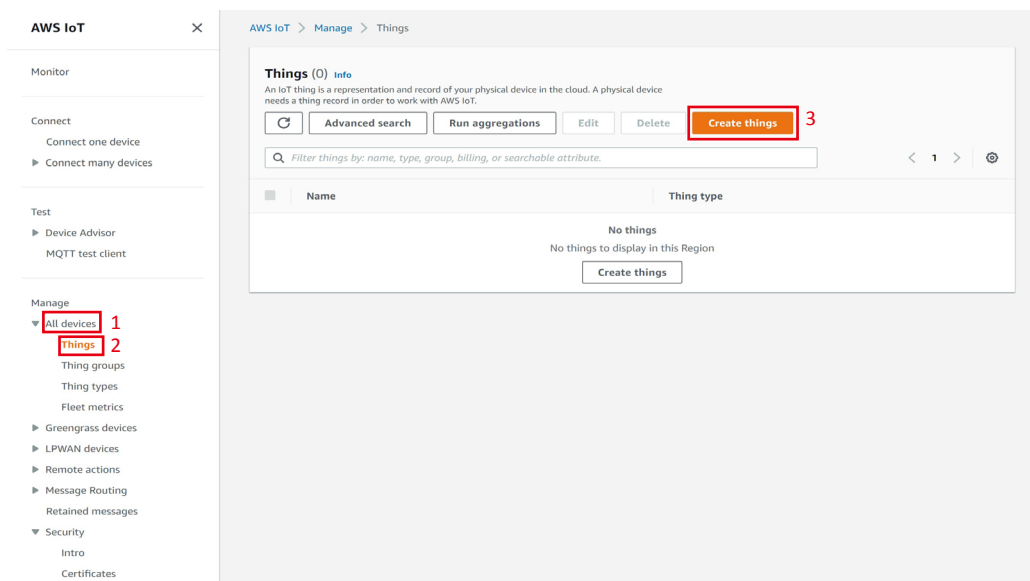 AWS IoT
Monitor
Connect
Connect one device
Connect many devices
Test
Device Advisor
MQTT test client
Manage
All devices 1
Things 2
Thing groups
Thing types
Fleet metrics
Greengrass devices
LPWAN devices
Remote actions
Message Routing
Retained messages
Security
Intro
Certificates
AWS IoT > Manage > Things
Things (0) Info
An IoT thing is a representation and record of your physical device in the cloud. A physical device
needs a thing record in order to work with AWS IoT.
Advanced search Run aggregations Edit Delete Create things 3
Filter things by: name, type, group, billing, or searchable attribute.
< 1 >
Name Thing type
No things
No things to display in this Region
Create things